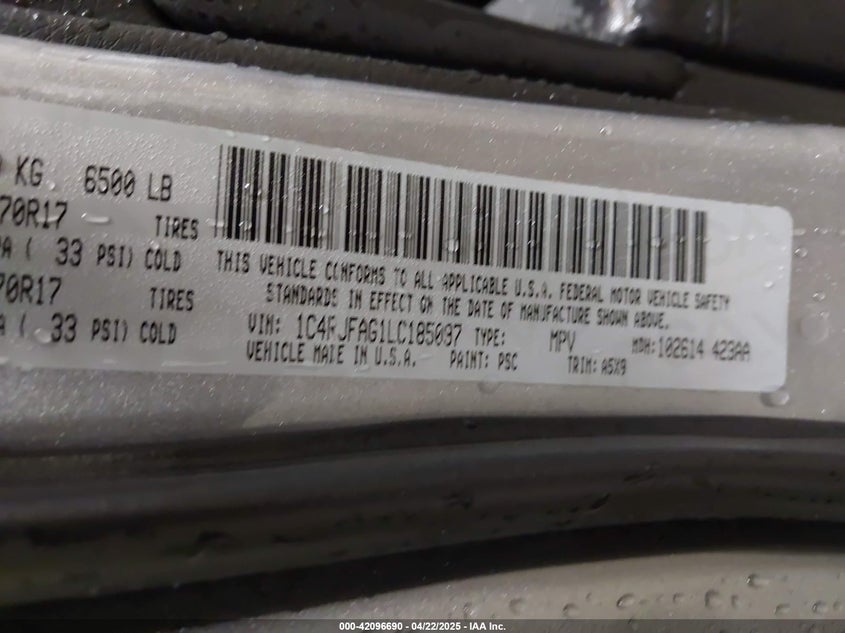 KG 6500 LB
70R17 TIRES
( 33 PSI) COLD
70R17 TIRES
( 33 PSI) COLD
THIS VEHICLE CONFORMS TO ALL APPLICABLE U.S.A. FEDERAL MOTOR VEHICLE SAFETY
STANDARDS IN EFFECT ON THE DATE OF MANUFACTURE SHOWN ABOVE.
VIN: 1C4RJFAG1LC185097 TYPE: MPV MDH:102614 423AA
VEHICLE MADE IN U.S.A. PAINT: PSC TRIM: A5X9
000-42096690 - 04/22/2025 - IAA Inc.